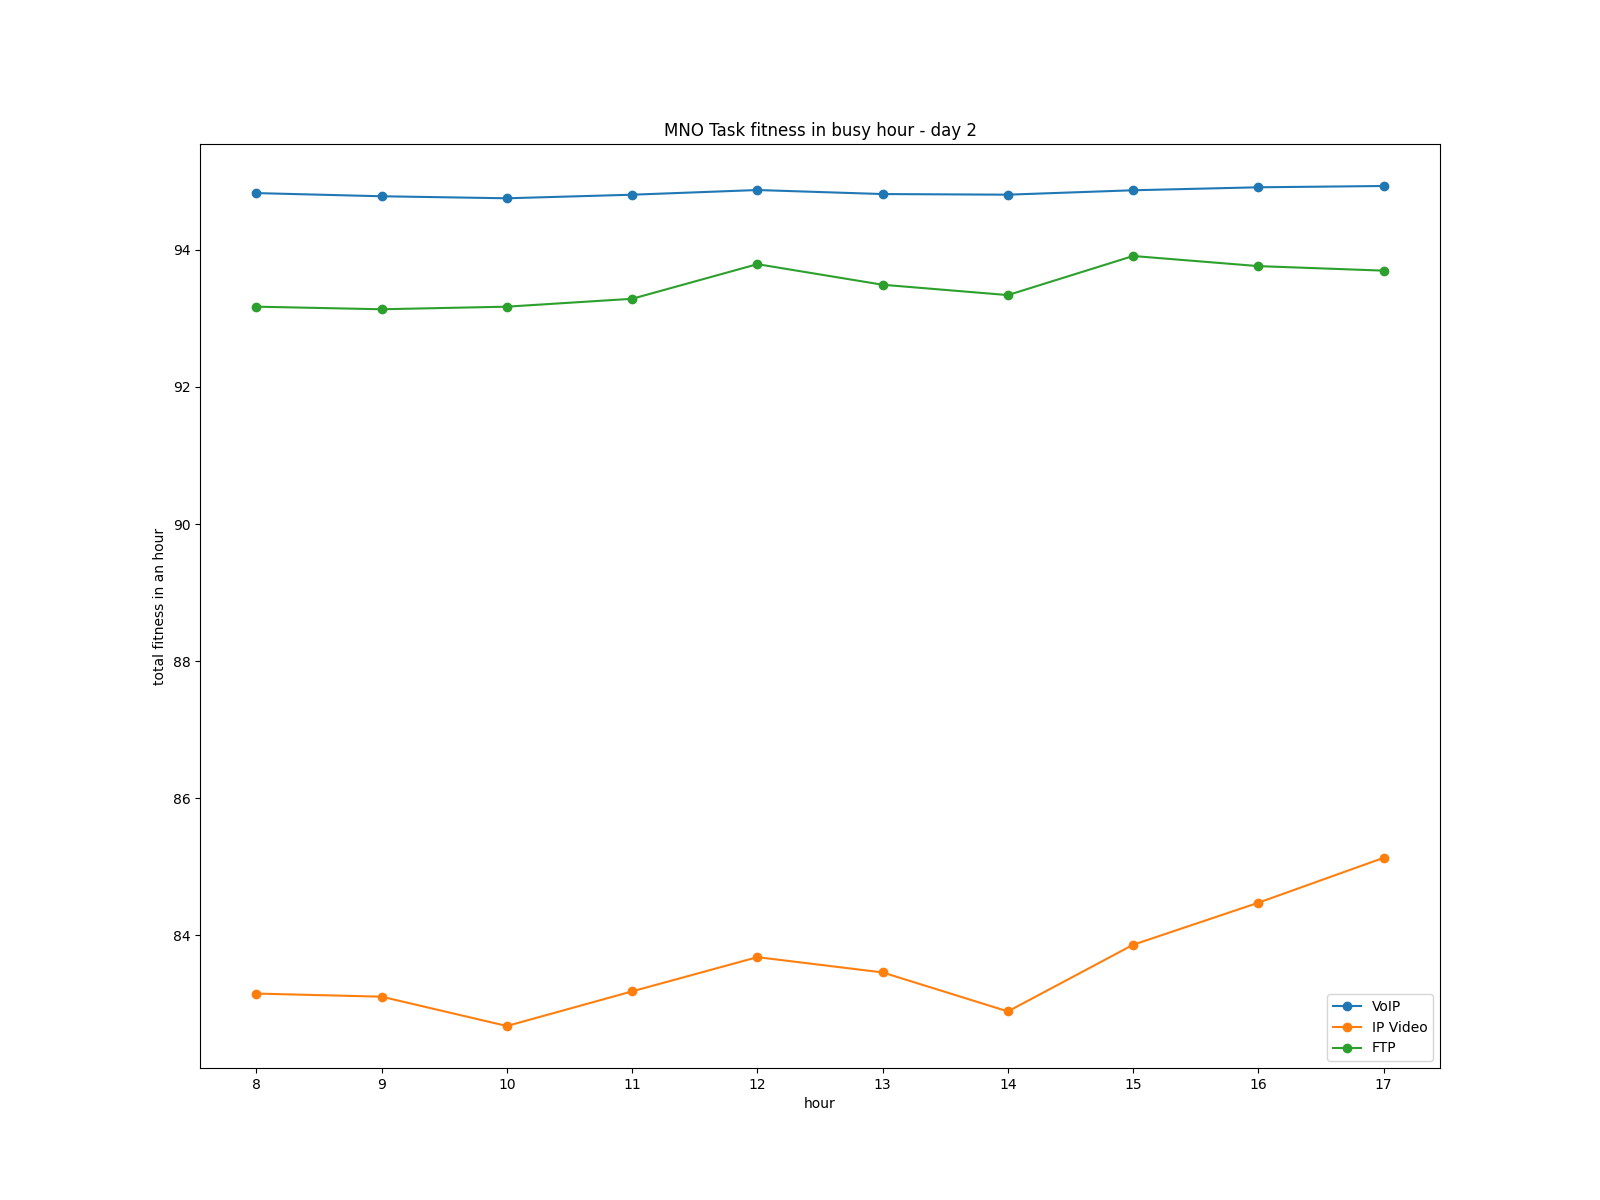 MNO Task fitness in busy hour - day 2
total fitness in an hour
94
92
90
88
86
84
8 9 10 11 12 13 14 15 16 17
hour
VoIP
IP Video
FTP